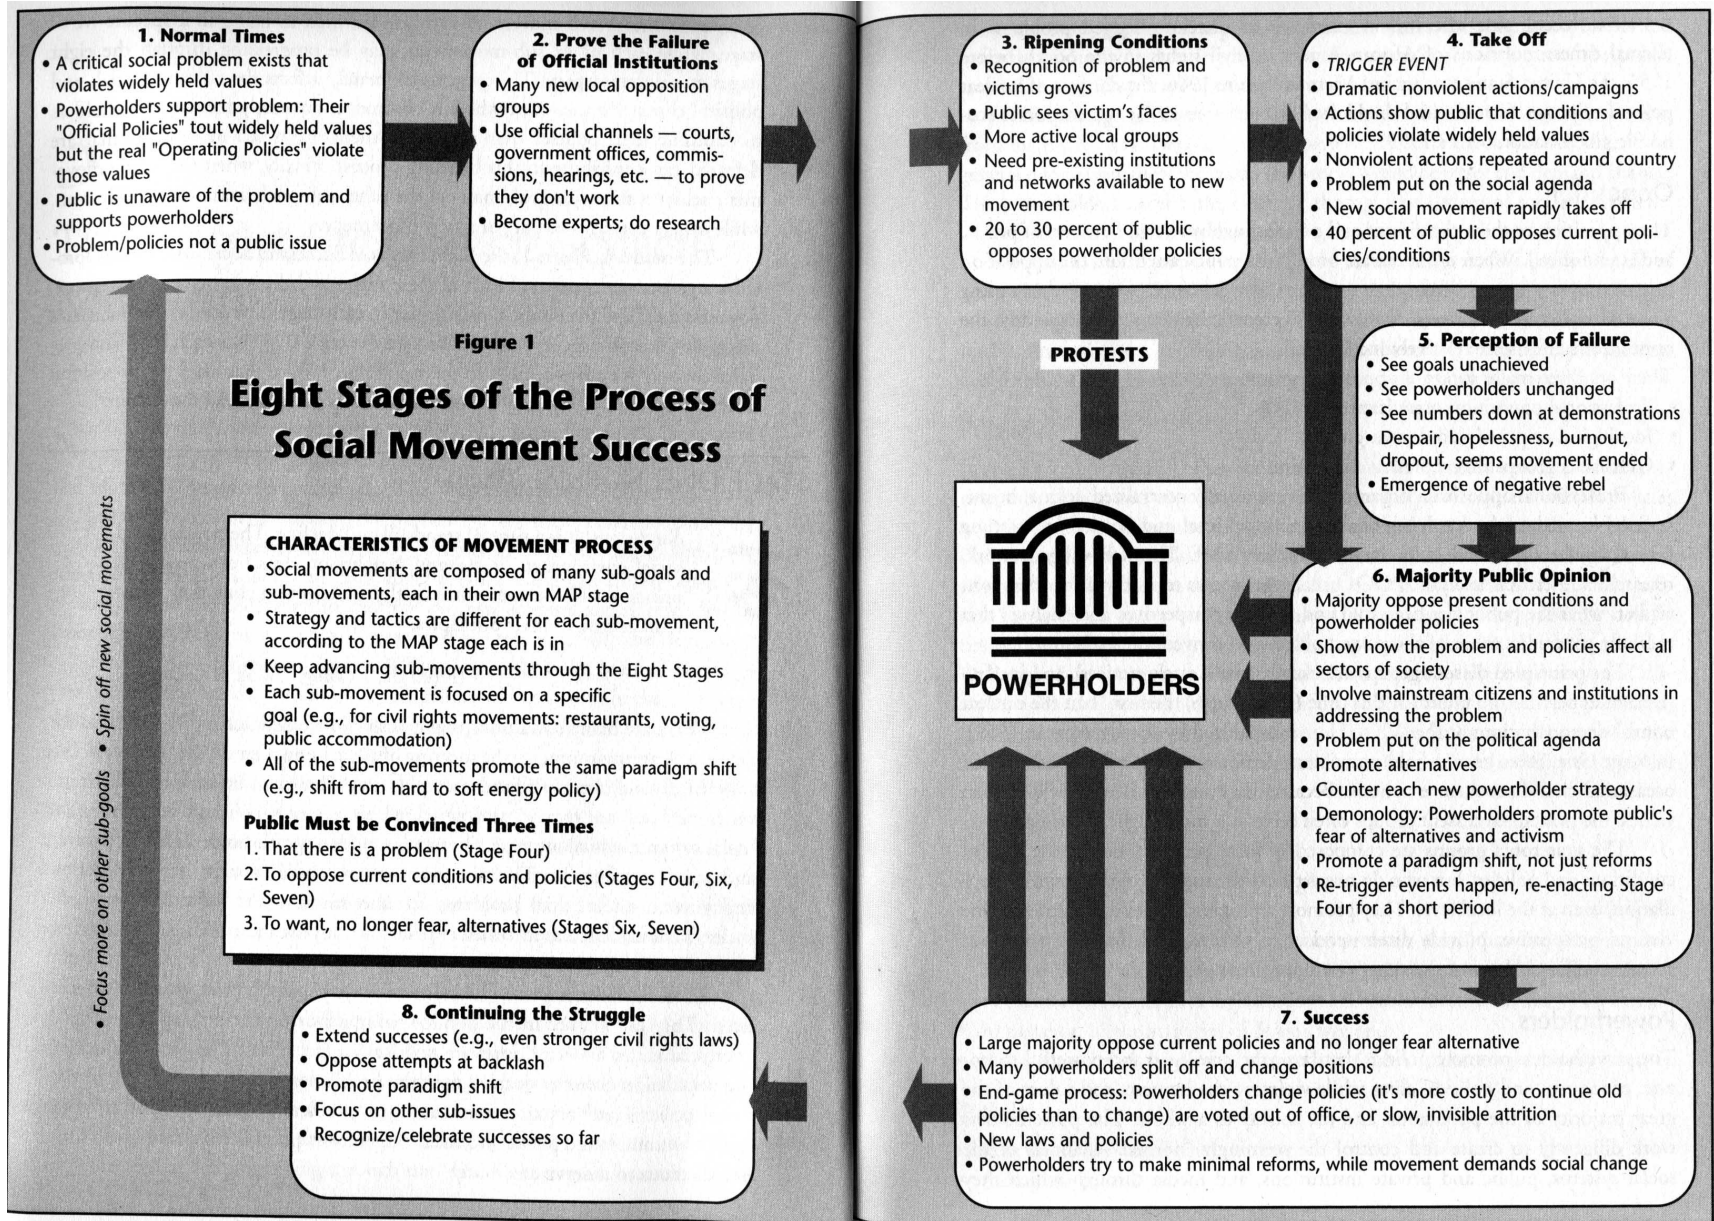 1. Normal Times
• A critical social problem exists that
violates widely held values
• Powerholders support problem: Their
"Official Policies" tout widely held values
but the real "Operating Policies" violate
those values
• Public is unaware of the problem and
supports powerholders
• Problem/policies not a public issue
2. Prove the Failure
of Official Institutions
• Many new local opposition
groups
• Use official channels — courts,
government offices, commis-
sions, hearings, etc. — to prove
they don't work
• Become experts; do research
3. Ripening Conditions
• Recognition of problem and
victims grows
• Public sees victim's faces
• More active local groups
• Need pre-existing institutions
and networks available to new
movement
• 20 to 30 percent of public
opposes powerholder policies
4. Take Off
• TRIGGER EVENT
• Dramatic nonviolent actions/campaigns
• Actions show public that conditions and
policies violate widely held values
• Nonviolent actions repeated around country
• Problem put on the social agenda
• New social movement rapidly takes off
• 40 percent of public opposes current poli-
cies/conditions
Figure 1
Eight Stages of the Process of
Social Movement Success
PROTESTS
5. Perception of Failure
• See goals unachieved
• See powerholders unchanged
• See numbers down at demonstrations
• Despair, hopelessness, burnout,
dropout, seems movement ended
• Emergence of negative rebel
CHARACTERISTICS OF MOVEMENT PROCESS
• Social movements are composed of many sub-goals and
sub-movements, each in their own MAP stage
• Strategy and tactics are different for each sub-movement,
according to the MAP stage each is in
• Keep advancing sub-movements through the Eight Stages
• Each sub-movement is focused on a specific
goal (e.g., for civil rights movements: restaurants, voting,
public accommodation)
• All of the sub-movements promote the same paradigm shift
(e.g., shift from hard to soft energy policy)
Public Must be Convinced Three Times
1. That there is a problem (Stage Four)
2. To oppose current conditions and policies (Stages Four, Six,
Seven)
3. To want, no longer fear, alternatives (Stages Six, Seven)
POWERHOLDERS
6. Majority Public Opinion
• Majority oppose present conditions and
powerholder policies
• Show how the problem and policies affect all
sectors of society
• Involve mainstream citizens and institutions in
addressing the problem
• Problem put on the political agenda
• Promote alternatives
• Counter each new powerholder strategy
• Demonology: Powerholders promote public's
fear of alternatives and activism
• Promote a paradigm shift, not just reforms
• Re-trigger events happen, re-enacting Stage
Four for a short period
• Focus more on other sub-goals • Spin off new social movements
8. Continuing the Struggle
• Extend successes (e.g., even stronger civil rights laws)
• Oppose attempts at backlash
• Promote paradigm shift
• Focus on other sub-issues
• Recognize/celebrate successes so far
7. Success
• Large majority oppose current policies and no longer fear alternative
• Many powerholders split off and change positions
• End-game process: Powerholders change policies (it's more costly to continue old
policies than to change) are voted out of office, or slow, invisible attrition
• New laws and policies
• Powerholders try to make minimal reforms, while movement demands social change